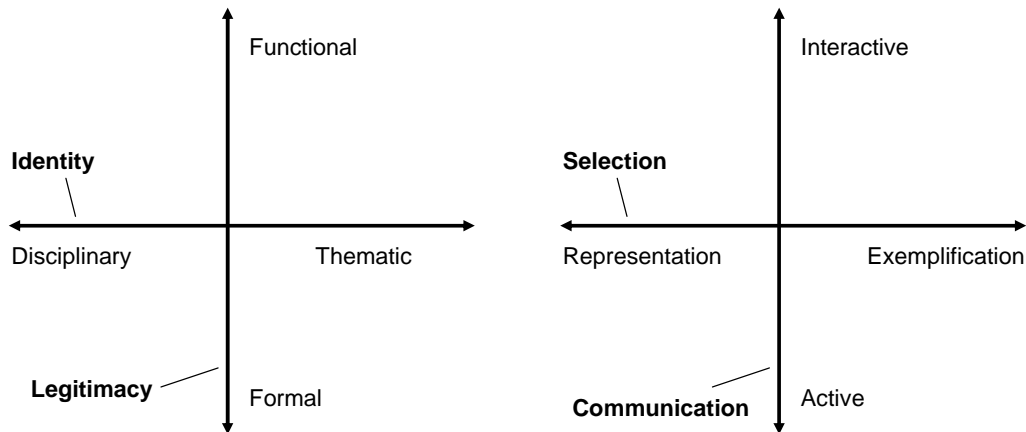 Functional
Identity
Disciplinary
Thematic
Legitimacy
Formal
Interactive
Selection
Representation
Exemplification
Communication
Active